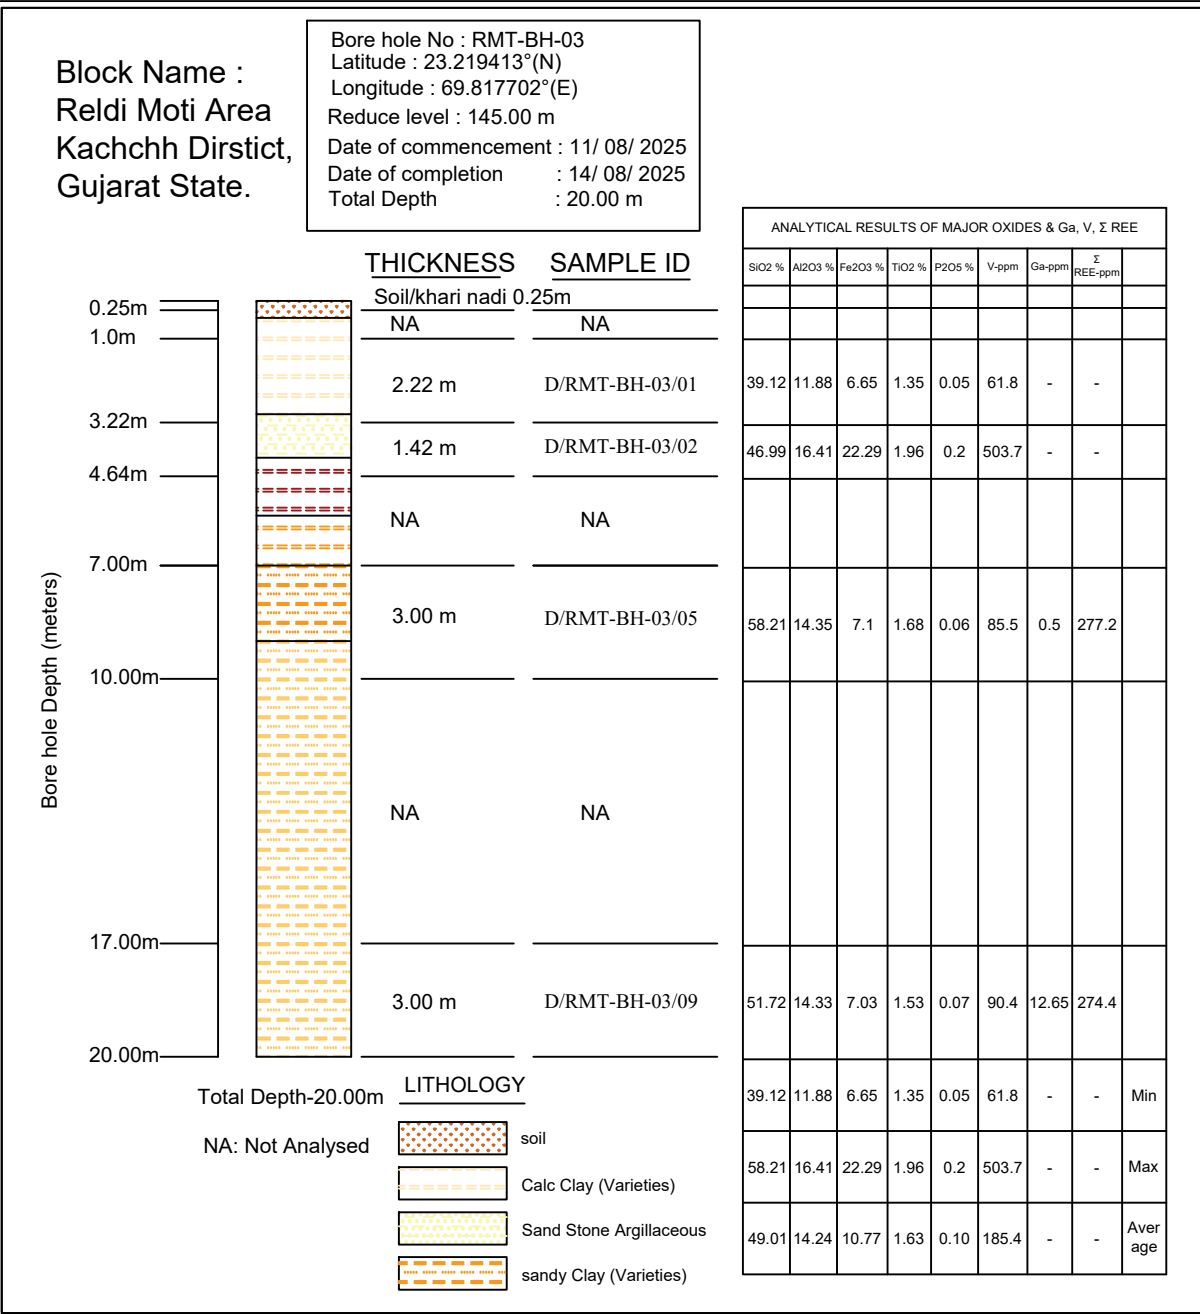 Block Name :
Reldi Moti Area
Kachchh Dirstict,
Gujarat State.
Bore hole No : RMT-BH-03
Latitude : 23.219413°(N)
Longitude : 69.817702°(E)
Reduce level : 145.00 m
Date of commencement : 11/ 08/ 2025
Date of completion : 14/ 08/ 2025
Total Depth : 20.00 m
ANALYTICAL RESULTS OF MAJOR OXIDES & Ga, V, Σ REE
SiO2 % Al2O3 % Fe2O3 % TiO2 % P2O5 % V-ppm Ga-ppm Σ REE-ppm
THICKNESS SAMPLE ID
Soil/khari nadi 0.25m
0.25m
NA NA
1.0m
2.22 m D/RMT-BH-03/01 39.12 11.88 6.65 1.35 0.05 61.8 - -
3.22m
1.42 m D/RMT-BH-03/02 46.99 16.41 22.29 1.96 0.2 503.7 - -
4.64m
NA NA
7.00m
3.00 m D/RMT-BH-03/05 58.21 14.35 7.1 1.68 0.06 85.5 0.5 277.2
10.00m
NA NA
17.00m
3.00 m D/RMT-BH-03/09 51.72 14.33 7.03 1.53 0.07 90.4 12.65 274.4
20.00m
Bore hole Depth (meters)
39.12 11.88 6.65 1.35 0.05 61.8 - - Min
58.21 16.41 22.29 1.96 0.2 503.7 - - Max
49.01 14.24 10.77 1.63 0.10 185.4 - - Aver
age
Total Depth-20.00m
NA: Not Analysed
LITHOLOGY
soil
Calc Clay (Varieties)
Sand Stone Argillaceous
sandy Clay (Varieties)